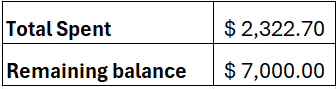 Total Spent $ 2,322.70
Remaining balance $ 7,000.00